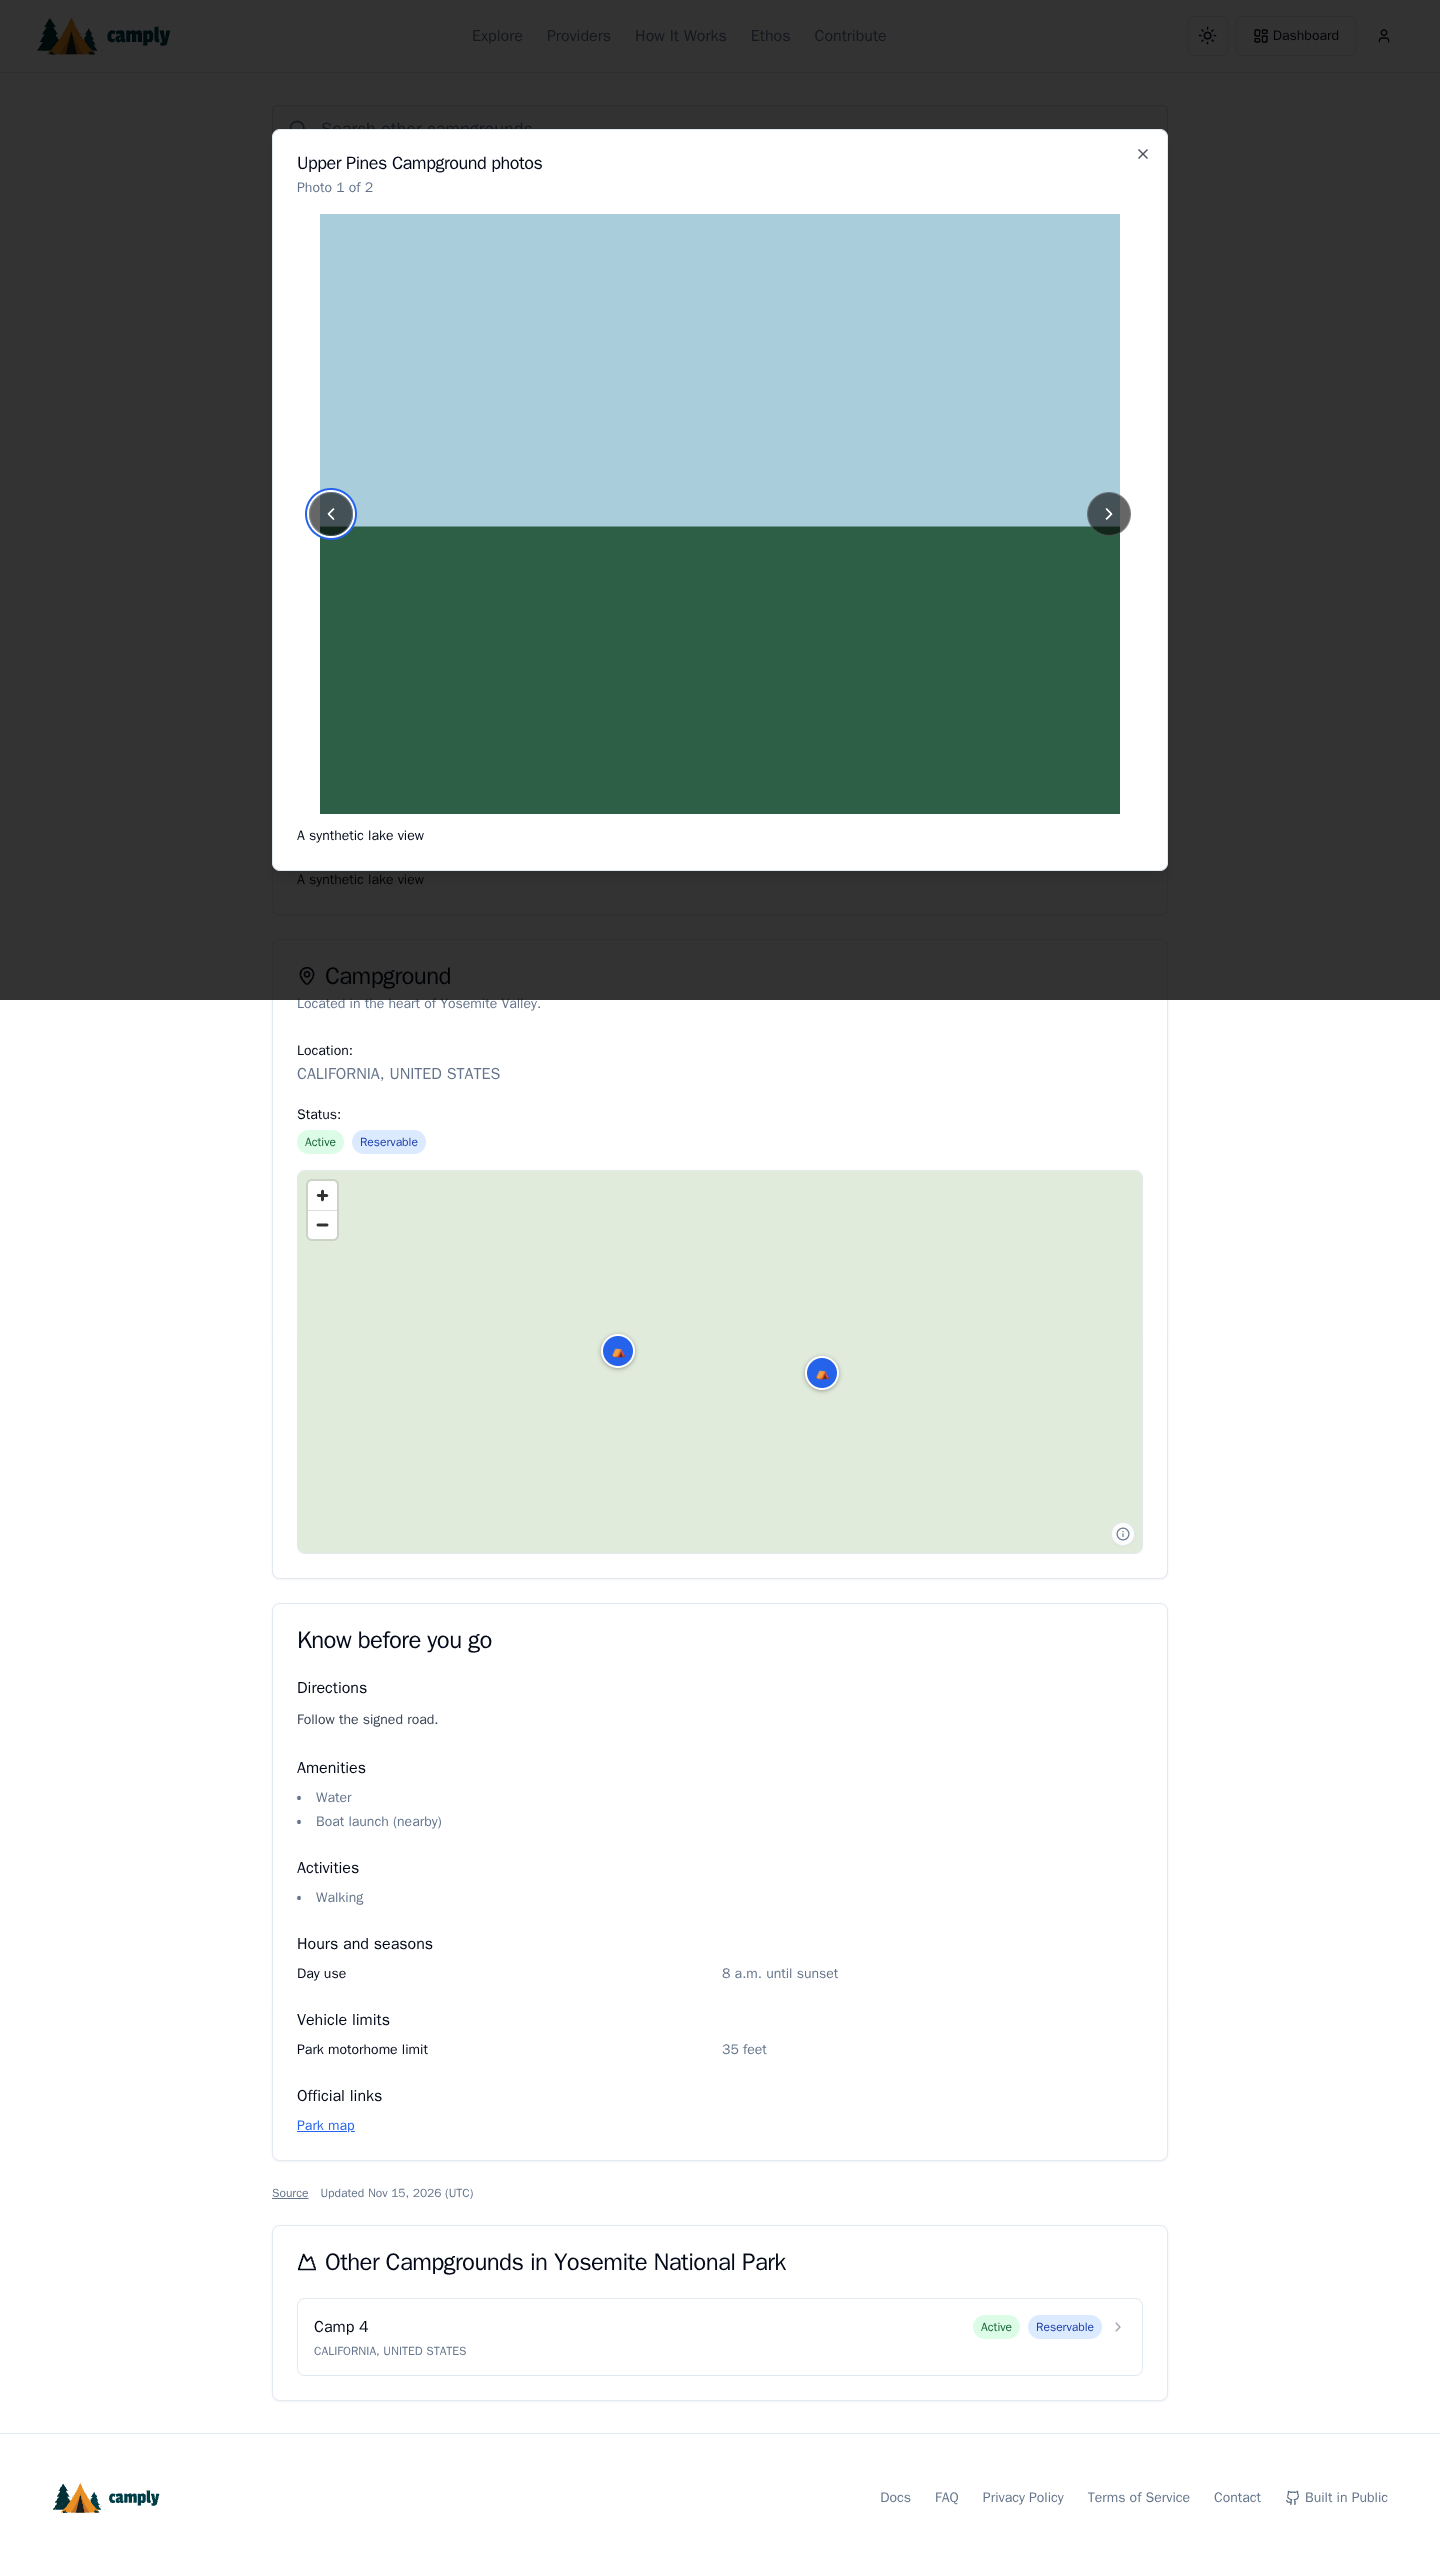 camply
Explore Providers How It Works Ethos Contribute
Dashboard
Search other campgrounds
Upper Pines Campground photos
Photo 1 of 2
A synthetic lake view
A synthetic lake view
Campground
Located in the heart of Yosemite Valley.
Location:
CALIFORNIA, UNITED STATES
Status:
Active Reservable
Know before you go
Directions
Follow the signed road.
Amenities
• Water
• Boat launch (nearby)
Activities
• Walking
Hours and seasons
Day use 8 a.m. until sunset
Vehicle limits
Park motorhome limit 35 feet
Official links
Park map
Source Updated Nov 15, 2026 (UTC)
Other Campgrounds in Yosemite National Park
Camp 4
Active Reservable
CALIFORNIA, UNITED STATES
camply
Docs FAQ Privacy Policy Terms of Service Contact Built in Public